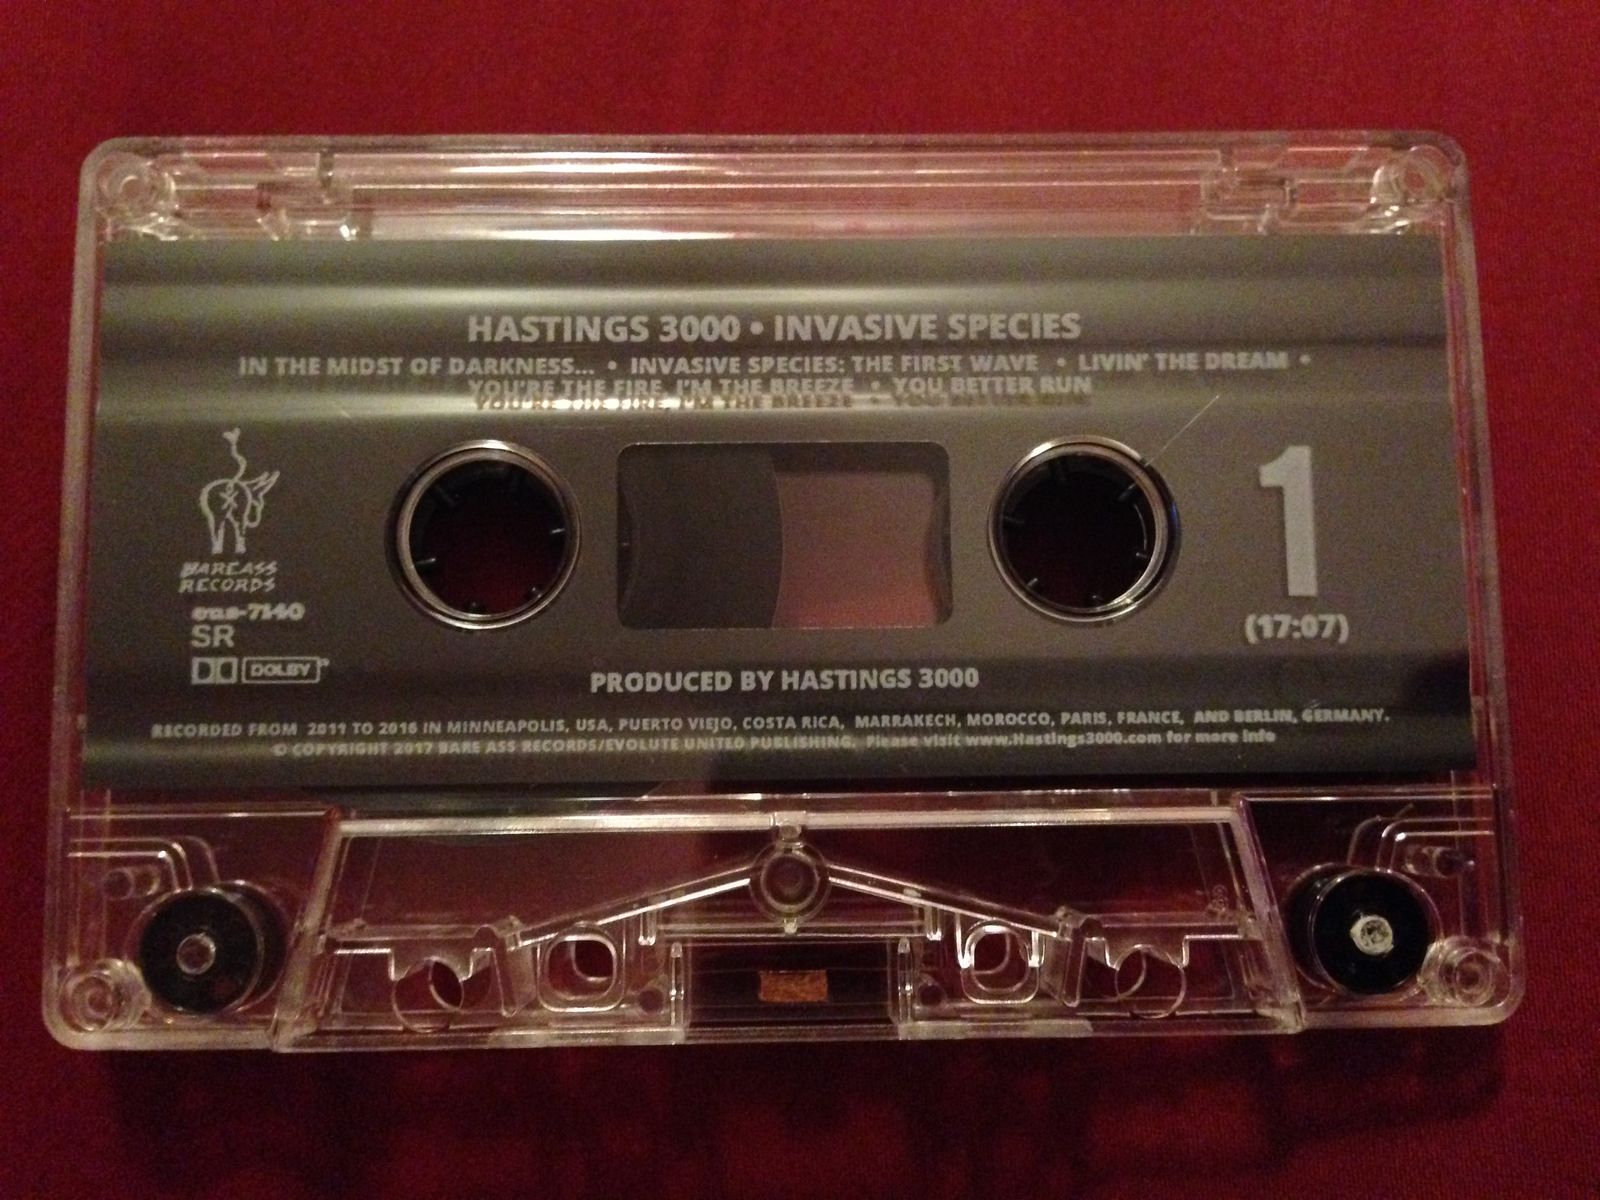 HASTINGS 3000 • INVASIVE SPECIES
IN THE MIDST OF DARKNESS... • INVASIVE SPECIES: THE FIRST WAVE • LIVIN' THE DREAM •
YOU'RE THE FIRE, I'M THE BREEZE • YOU BETTER RUN
BAREASS
RECORDS
SR
DOLBY
1
(17:07)
PRODUCED BY HASTINGS 3000
RECORDED FROM 2011 TO 2016 IN MINNEAPOLIS, USA, PUERTO VIEJO, COSTA RICA, MARRAKECH, MOROCCO, PARIS, FRANCE, AND BERLIN, GERMANY.
© COPYRIGHT 2017 BARE ASS RECORDS/EVOLUTE UNITED PUBLISHING. Please visit www.Hastings3000.com for more info